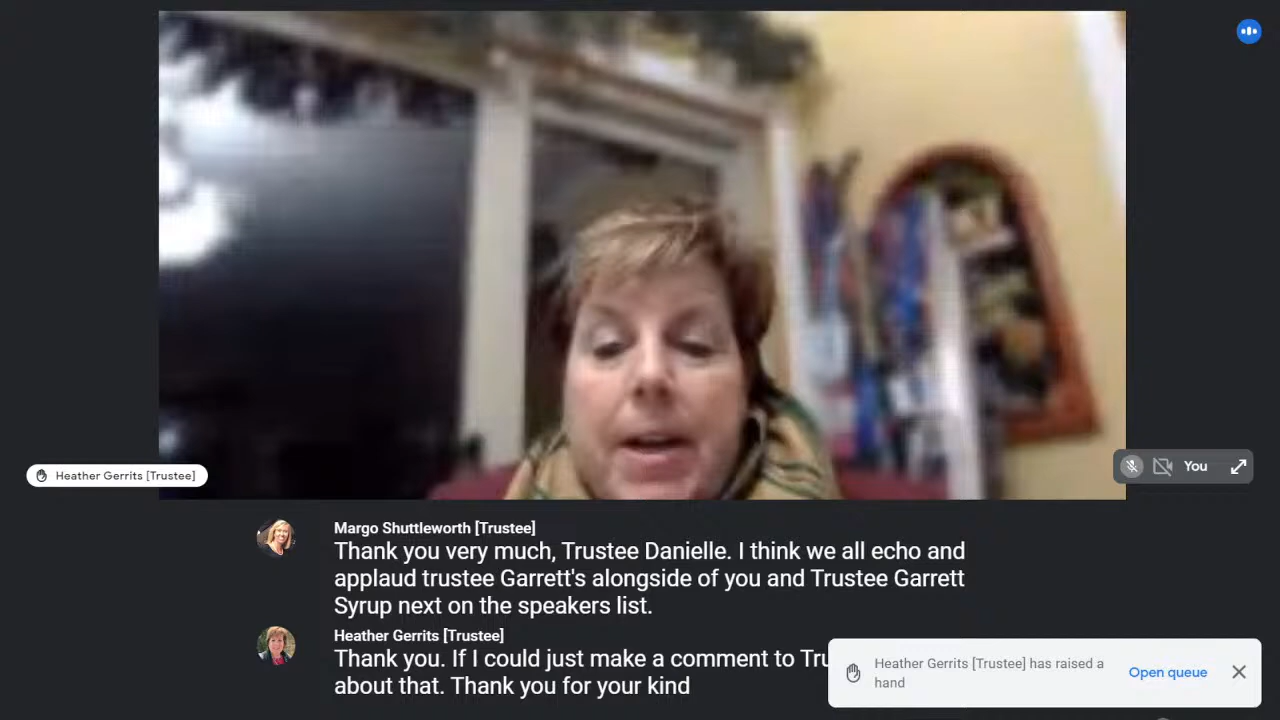 Heather Gerrits [Trustee]
You
Margo Shuttleworth [Trustee]
Thank you very much, Trustee Danielle. I think we all echo and
applaud trustee Garrett's alongside of you and Trustee Garrett
Syrup next on the speakers list.
Heather Gerrits [Trustee]
Thank you. If I could just make a comment to
about that. Thank you for your kind
Heather Gerrits [Trustee] has raised a
hand
Open queue